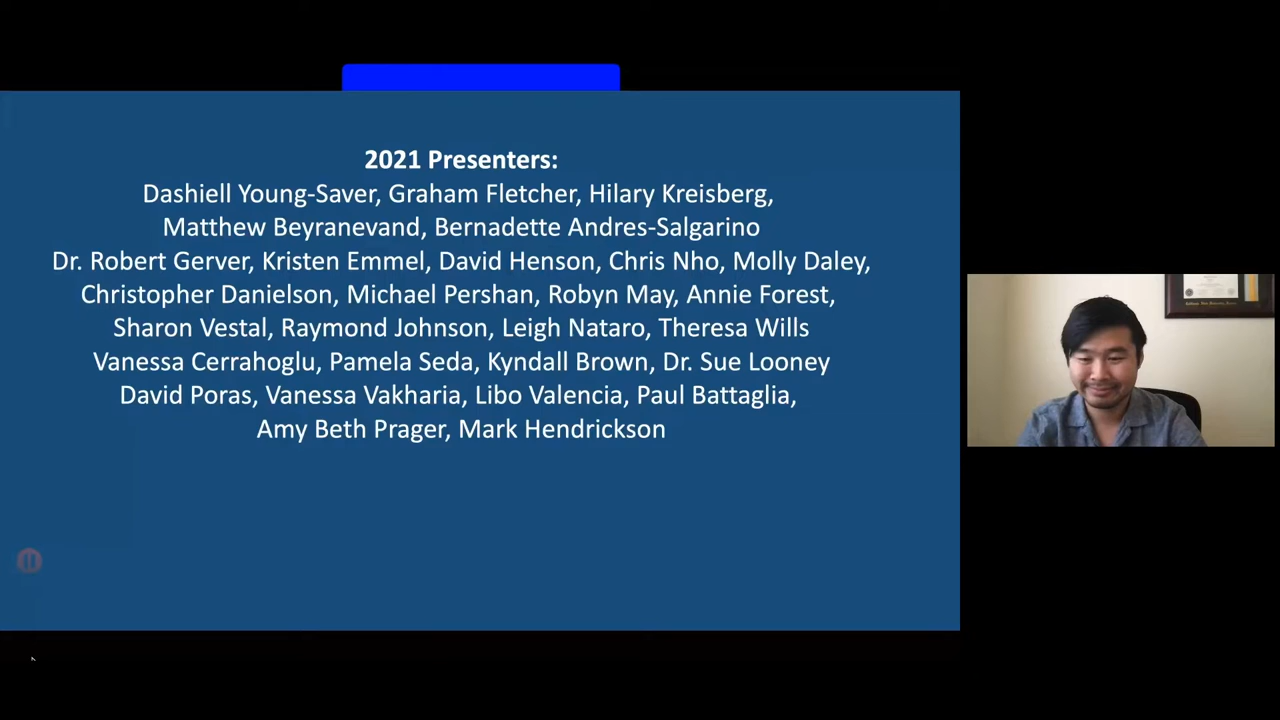 2021 Presenters:
Dashiell Young-Saver, Graham Fletcher, Hilary Kreisberg,
Matthew Beyranevand, Bernadette Andres-Salgarino
Dr. Robert Gerver, Kristen Emmel, David Henson, Chris Nho, Molly Daley,
Christopher Danielson, Michael Pershan, Robyn May, Annie Forest,
Sharon Vestal, Raymond Johnson, Leigh Nataro, Theresa Wills
Vanessa Cerrahoglu, Pamela Seda, Kyndall Brown, Dr. Sue Looney
David Poras, Vanessa Vakharia, Libo Valencia, Paul Battaglia,
Amy Beth Prager, Mark Hendrickson